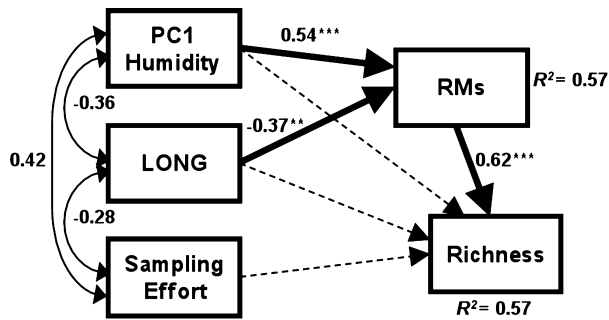 PC1
Humidity
0.54***
RMs
R²= 0.57
-0.36
-0.37**
0.42
LONG
0.62***
-0.28
Sampling
Effort
Richness
R²= 0.57